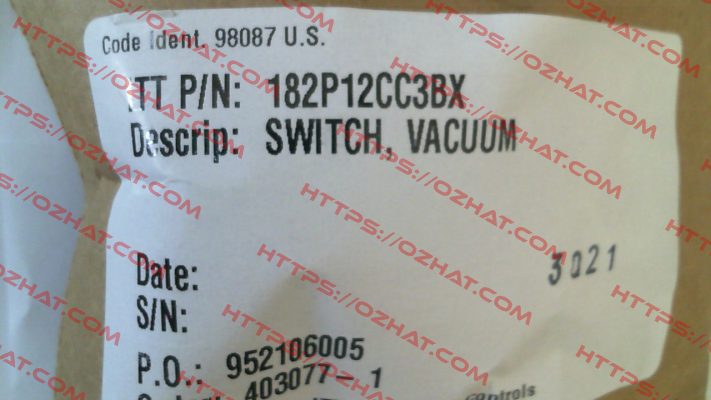 Code Ident. 98087 U.S.
ITT P/N: 182P12CC3BX
Descrip: SWITCH, VACUUM
Date: 3021
S/N:
P.O.: 952106005
403077-1
HTTPS://OZHAT.COM